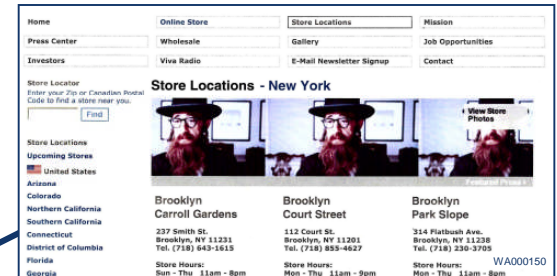 Home Online Store Store Locations Mission
Press Center Wholesale Gallery Job Opportunities
Investors Viva Radio E-Mail Newsletter Signup Contact
Store Locator
Enter your Zip or Canadian Postal
Code to find a store near you.
Find
Store Locations
Upcoming Stores
United States
Arizona
Colorado
Northern California
Southern California
Connecticut
District of Columbia
Florida
Georgia
Store Locations - New York
View Store
Photos
Featured Press
Brooklyn
Carroll Gardens
237 Smith St.
Brooklyn, NY 11231
Tel. (718) 643-1615
Store Hours:
Sun - Thu 11am - 8pm
Brooklyn
Court Street
112 Court St.
Brooklyn, NY 11201
Tel. (718) 855-4627
Store Hours:
Mon - Thu 11am - 9pm
Brooklyn
Park Slope
314 Flatbush Ave.
Brooklyn, NY 11238
Tel. (718) 230-3705
Store Hours:
Mon - Thu 11am - 8pm
WA000150